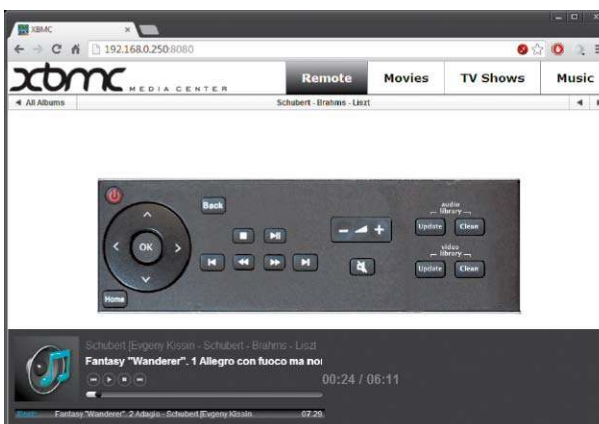 XBMC
192.168.0.250:8080
xbmc MEDIA CENTER
Remote Movies TV Shows Music
All Albums Schubert - Brahms - Liszt
Back
audio library
Update Clean
OK
video library
Update Clean
Home
Schubert [Evgeny Kissin - Schubert - Brahms - Liszt
Fantasy "Wanderer". 1 Allegro con fuoco ma no
00:24 / 06:11
Fantasy "Wanderer". 2 Adagio - Schubert [Evgeny Kissin 07:29